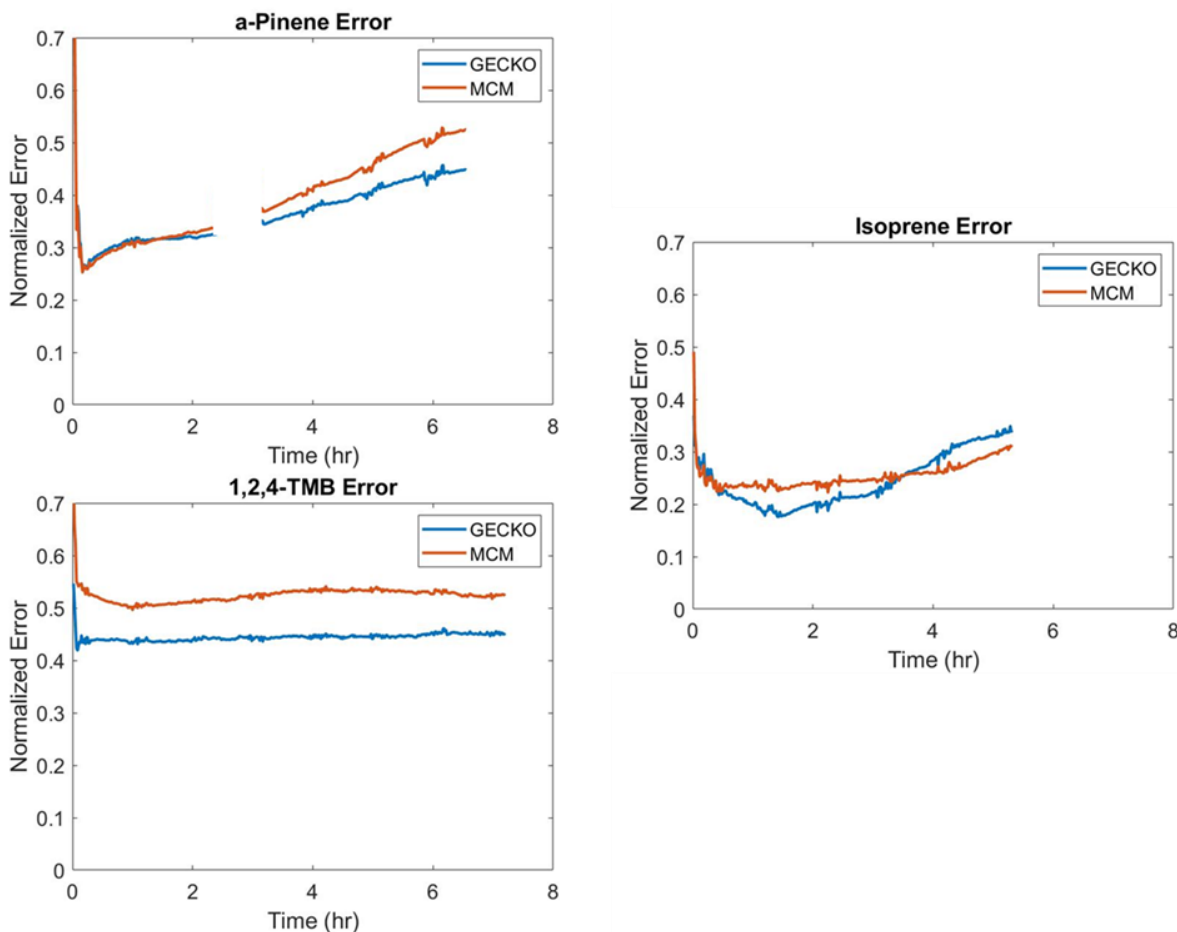 a-Pinene Error
Normalized Error
0.7
0.6
0.5
0.4
0.3
0.2
0.1
0
GECKO
MCM
0 2 4 6 8
Time (hr)
1,2,4-TMB Error
Normalized Error
0.7
0.6
0.5
0.4
0.3
0.2
0.1
0
GECKO
MCM
0 2 4 6 8
Time (hr)
Isoprene Error
Normalized Error
0.7
0.6
0.5
0.4
0.3
0.2
0.1
0
GECKO
MCM
0 2 4 6 8
Time (hr)